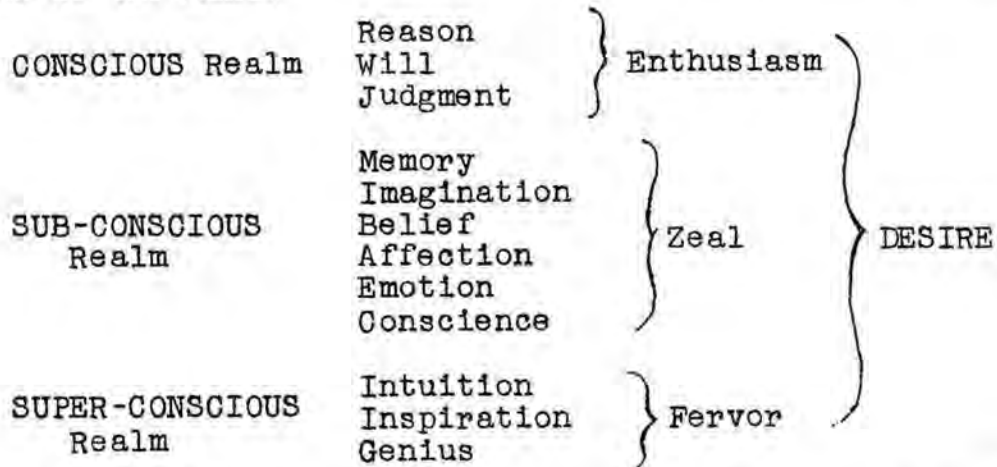 CONSCIOUS Realm
Reason
Will
Judgment
Enthusiasm
SUB-CONSCIOUS
Realm
Memory
Imagination
Belief
Affection
Emotion
Conscience
Zeal
DESIRE
SUPER-CONSCIOUS
Realm
Intuition
Inspiration
Genius
Fervor